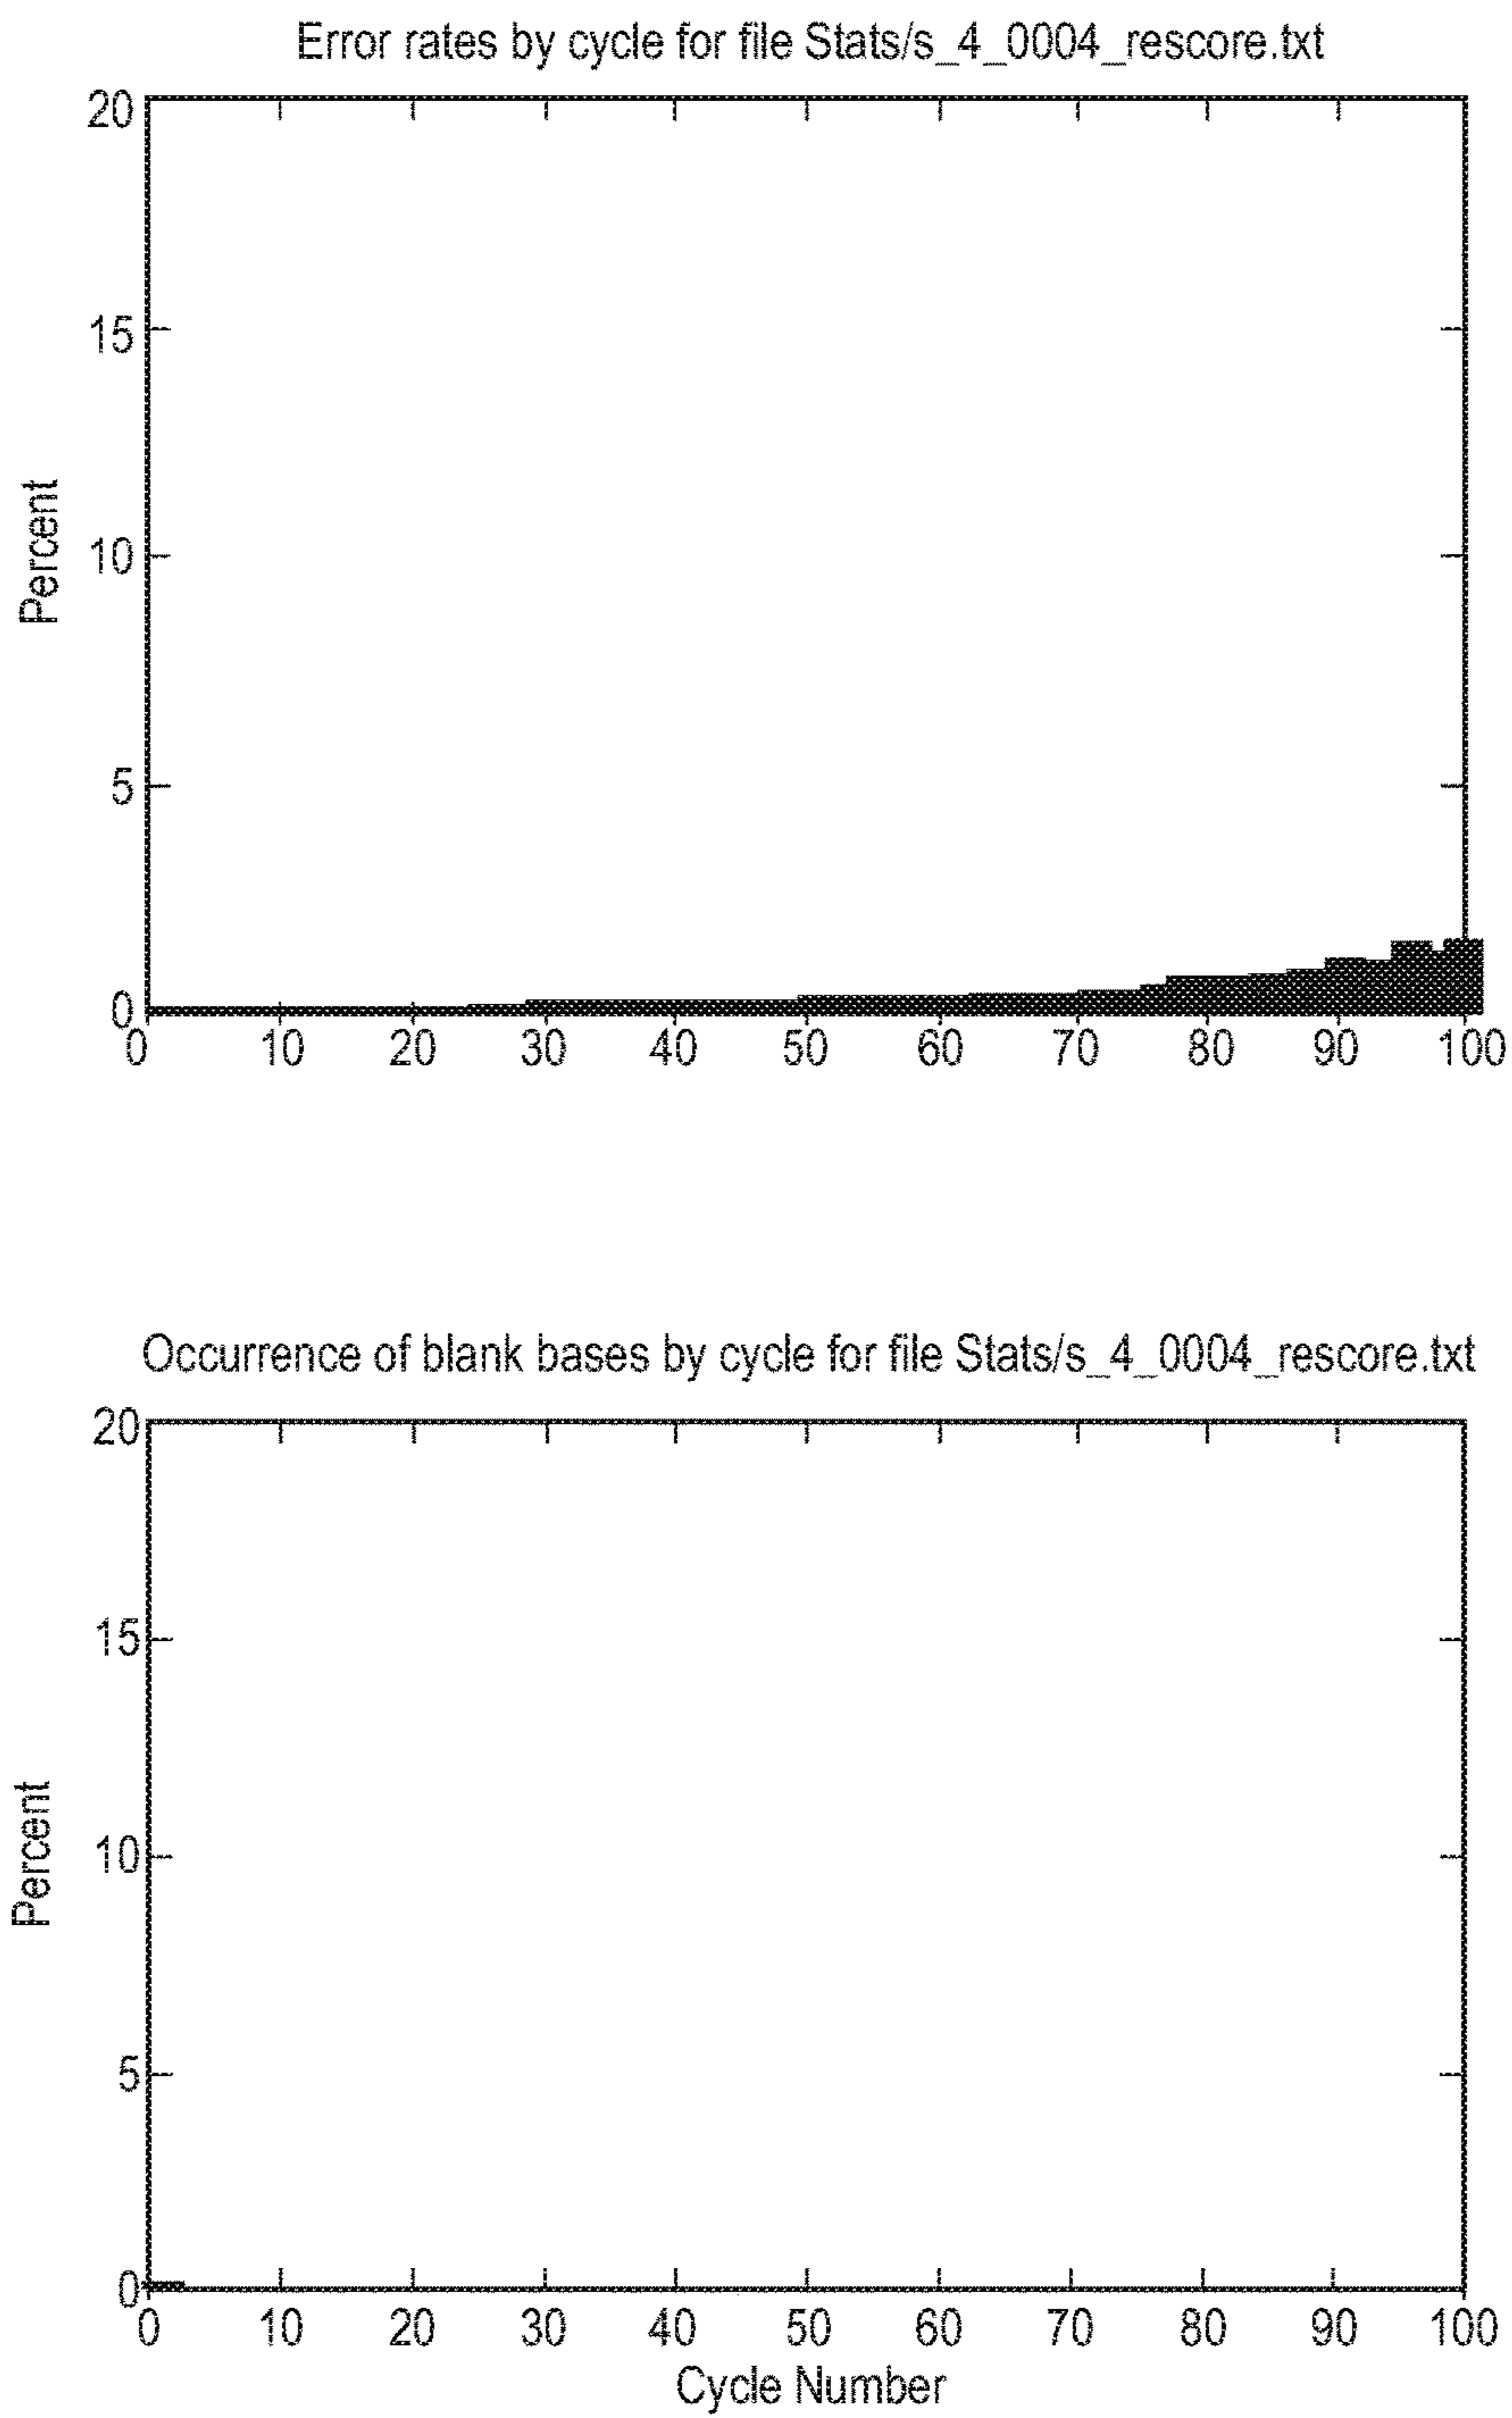 Error rates by cycle for file Stats/s_4_0004_rescore.txt
20
15
10
5
0
Percent
0 10 20 30 40 50 60 70 80 90 100
Occurrence of blank bases by cycle for file Stats/s_4_0004_rescore.txt
20
15
10
5
0
Percent
0 10 20 30 40 50 60 70 80 90 100
Cycle Number